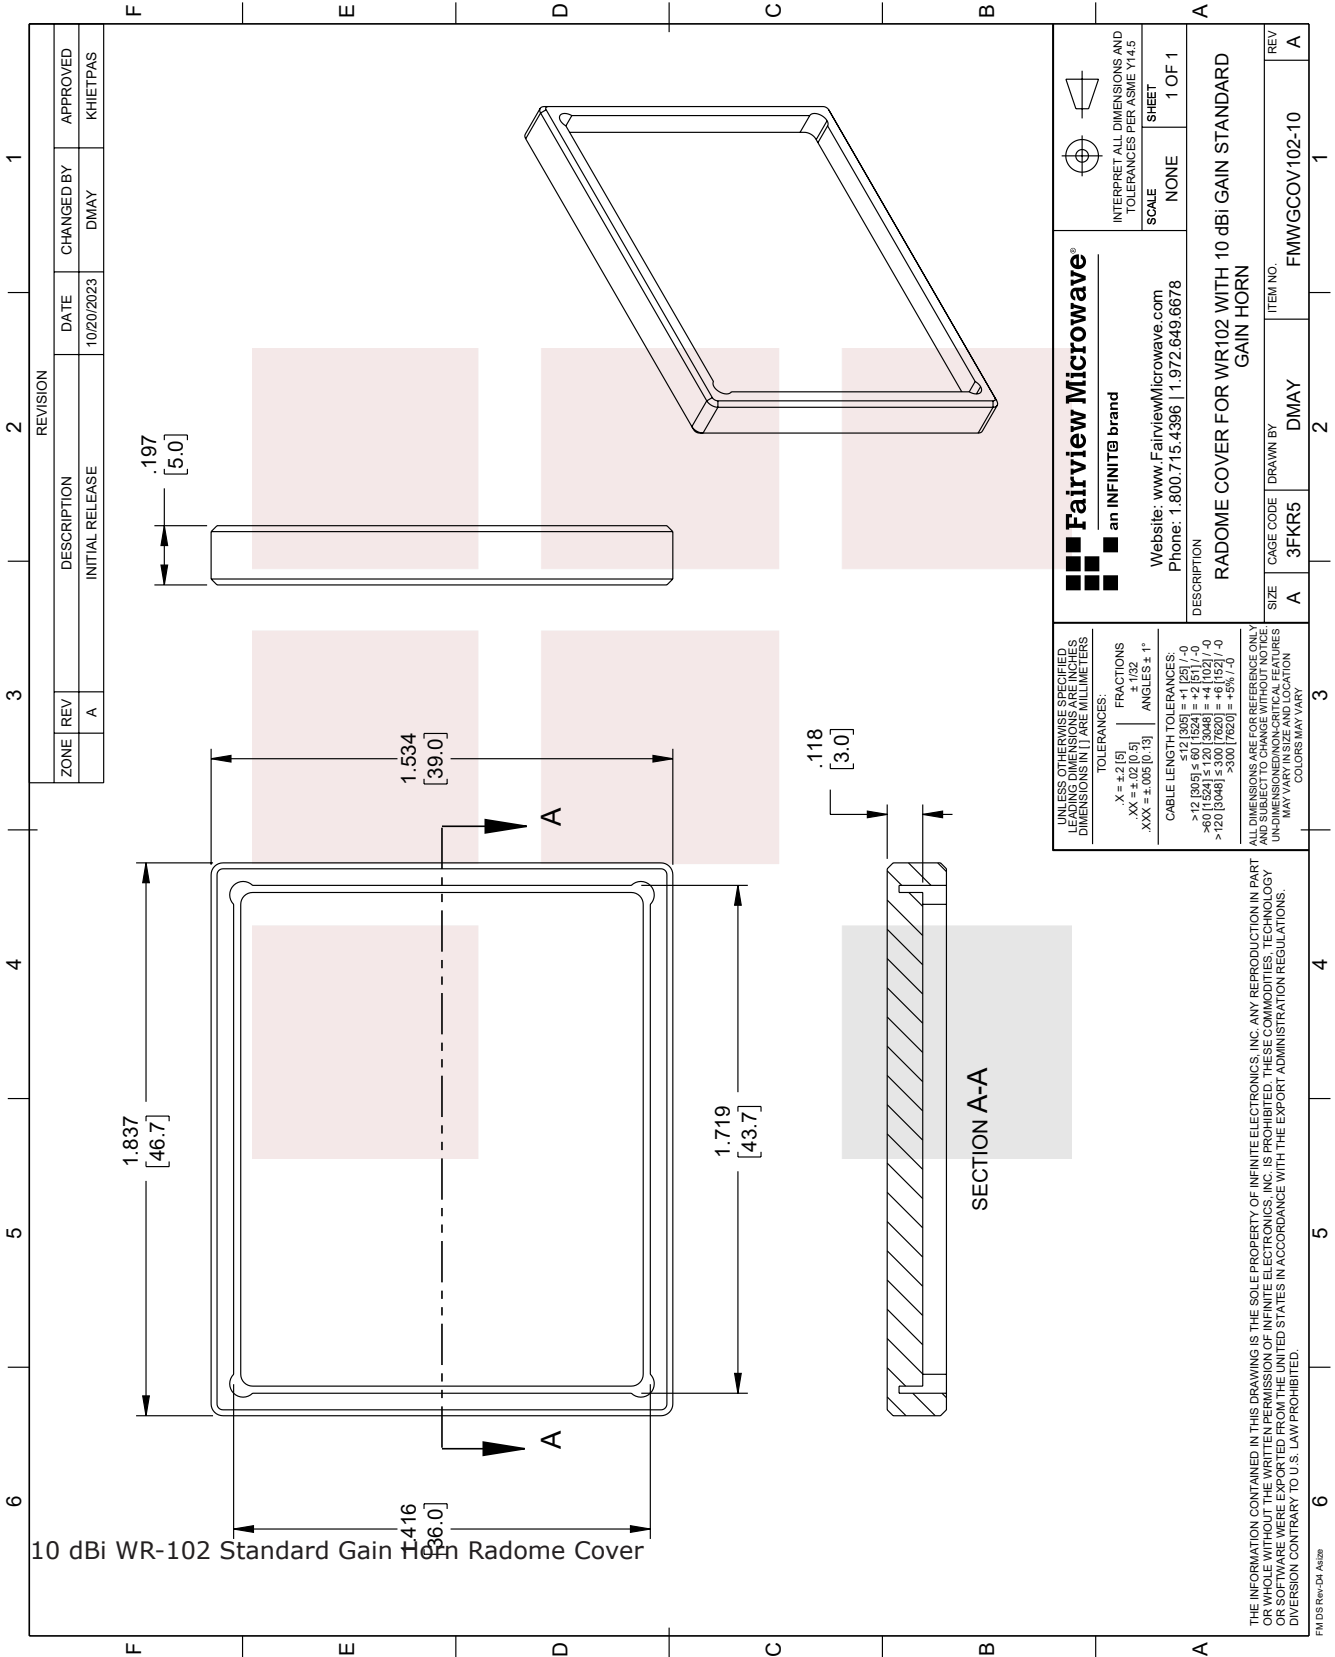 REVISION
ZONE REV DESCRIPTION DATE CHANGED BY APPROVED
A INITIAL RELEASE 10/20/2023 DMAY KHIETPAS
6 5 4 3 2 1
F
E
D
C
B
A
1.837
[46.7]
1.534
[39.0]
.197
[5.0]
1.416
[36.0]
A
A
1.719
[43.7]
.118
[3.0]
SECTION A-A
10 dBi WR-102 Standard Gain Horn Radome Cover
UNLESS OTHERWISE SPECIFIED
LEADING DIMENSIONS ARE INCHES
DIMENSIONS IN [ ] ARE MILLIMETERS
TOLERANCES:
.X = ±.2 [5] FRACTIONS
.XX = ±.02 [0.5] ± 1/32
.XXX = ±.005 [0.13] ANGLES ± 1°
CABLE LENGTH TOLERANCES:
≤12 [305] = +1 [25] / -0
>12 [305] ≤ 60 [1524] = +2 [51] / -0
>60 [1524] ≤ 120 [3048] = +4 [102] / -0
>120 [3048] ≤ 300 [7620] = +6 [152] / -0
>300 [7620] = +5% / -0
ALL DIMENSIONS ARE FOR REFERENCE ONLY
AND SUBJECT TO CHANGE WITHOUT NOTICE.
UN-DIMENSIONED/NON-CRITICAL FEATURES
MAY VARY IN SIZE AND LOCATION
COLORS MAY VARY
Fairview Microwave®
an INFINIT@ brand
Website: www.FairviewMicrowave.com
Phone: 1.800.715.4396 | 1.972.649.6678
INTERPRET ALL DIMENSIONS AND
TOLERANCES PER ASME Y14.5
SCALE
NONE
SHEET
1 OF 1
DESCRIPTION
RADOME COVER FOR WR102 WITH 10 dBi GAIN STANDARD
GAIN HORN
SIZE
A
CAGE CODE
3FKR5
DRAWN BY
DMAY
ITEM NO.
FMWGCOV102-10
REV
A
THE INFORMATION CONTAINED IN THIS DRAWING IS THE SOLE PROPERTY OF INFINITE ELECTRONICS, INC. ANY REPRODUCTION IN PART
OR WHOLE WITHOUT THE WRITTEN PERMISSION OF INFINITE ELECTRONICS, INC. IS PROHIBITED. THESE COMMODITIES, TECHNOLOGY
OR SOFTWARE WERE EXPORTED FROM THE UNITED STATES IN ACCORDANCE WITH THE EXPORT ADMINISTRATION REGULATIONS.
DIVERSION CONTRARY TO U.S. LAW PROHIBITED.
F
E
D
C
B
A
6 5 4 3 2 1
FM DS Rev-D4 Asize